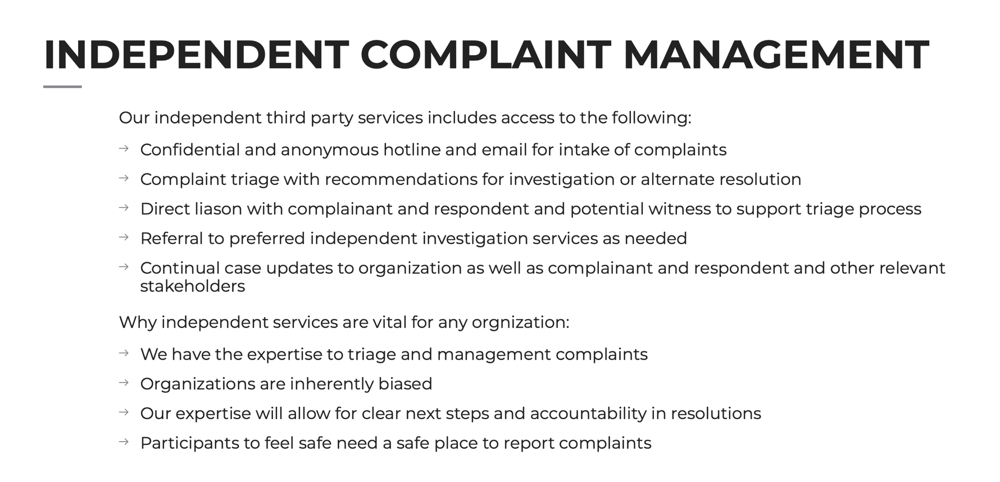 INDEPENDENT COMPLAINT MANAGEMENT
Our independent third party services includes access to the following:
→ Confidential and anonymous hotline and email for intake of complaints
→ Complaint triage with recommendations for investigation or alternate resolution
→ Direct liason with complainant and respondent and potential witness to support triage process
→ Referral to preferred independent investigation services as needed
→ Continual case updates to organization as well as complainant and respondent and other relevant
stakeholders
Why independent services are vital for any orgnization:
→ We have the expertise to triage and management complaints
→ Organizations are inherently biased
→ Our expertise will allow for clear next steps and accountability in resolutions
→ Participants to feel safe need a safe place to report complaints